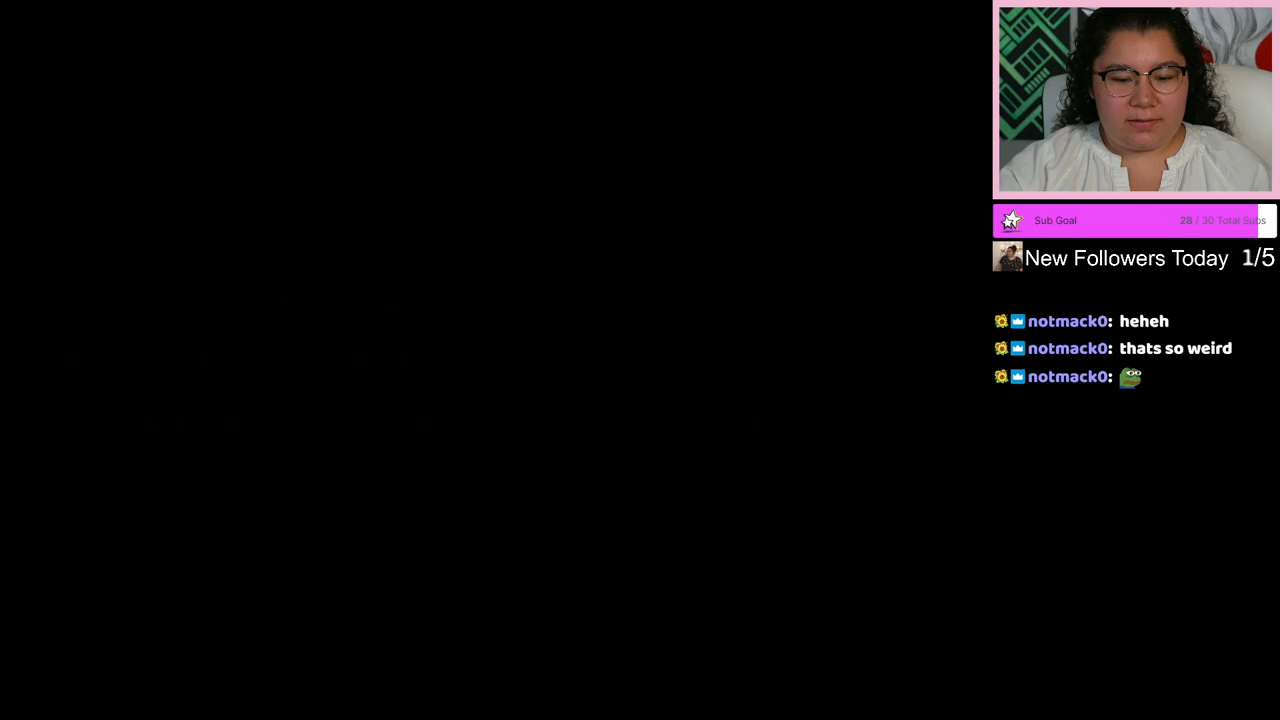 Sub Goal 28 / 30 Total Subs
New Followers Today 1/5
notmack0: heheh
notmack0: thats so weird
notmack0: